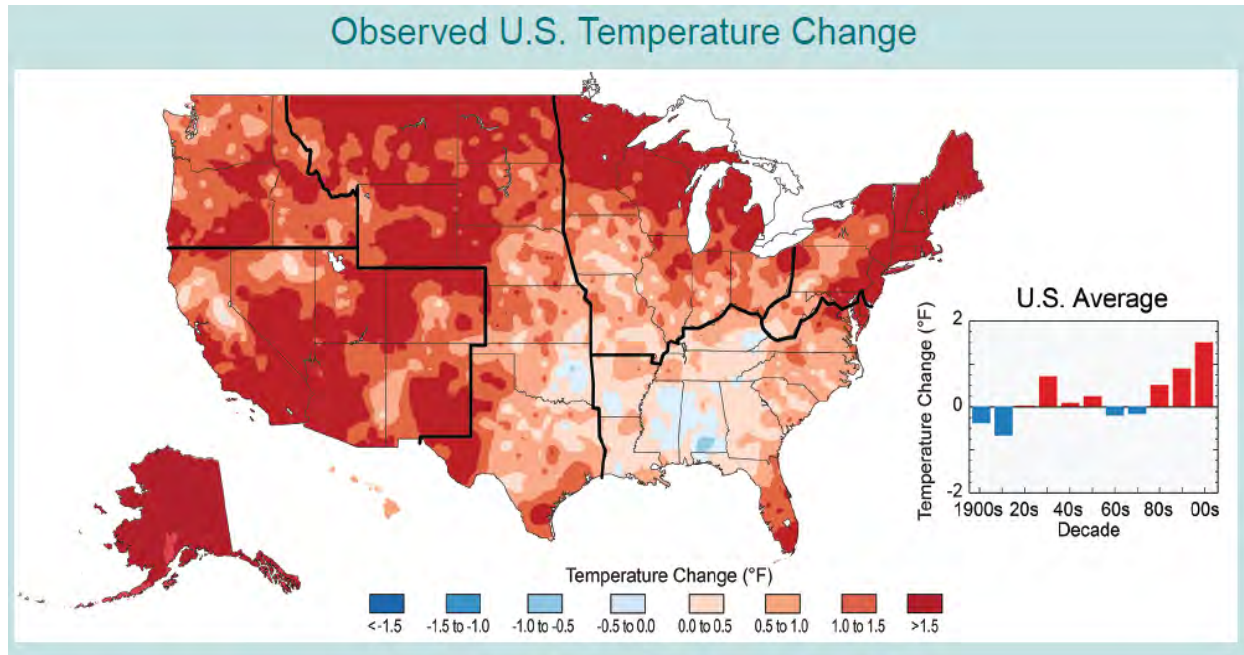 Observed U.S. Temperature Change
U.S. Average
Temperature Change (°F)
2
0
-2
1900s 20s 40s 60s 80s 00s
Decade
Temperature Change (°F)
<-1.5 -1.5 to -1.0 -1.0 to -0.5 -0.5 to 0.0 0.0 to 0.5 0.5 to 1.0 1.0 to 1.5 >1.5